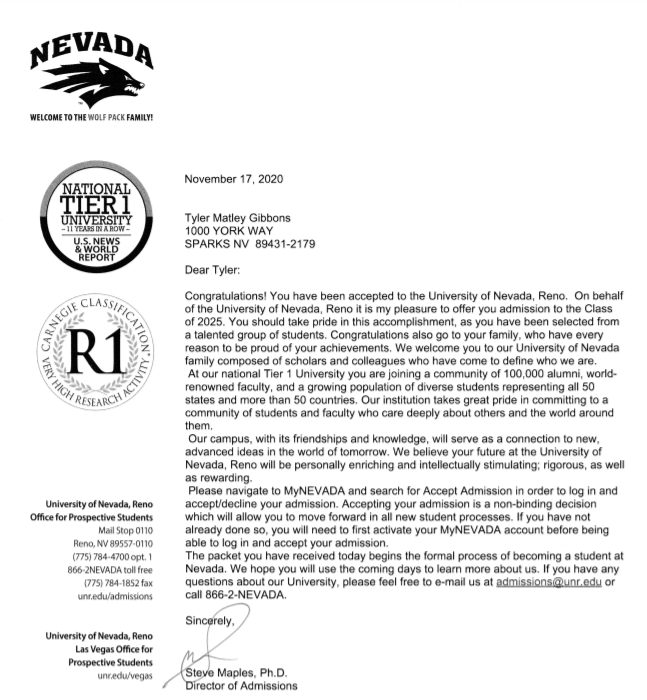 NEVADA
WELCOME TO THE WOLF PACK FAMILY!
NATIONAL
TIER 1
UNIVERSITY
– 11 YEARS IN A ROW –
U.S. NEWS
& WORLD
REPORT
CARNEGIE CLASSIFICATION
R1
VERY HIGH RESEARCH ACTIVITY
November 17, 2020
Tyler Matley Gibbons
1000 YORK WAY
SPARKS NV 89431-2179
Dear Tyler:
Congratulations! You have been accepted to the University of Nevada, Reno. On behalf
of the University of Nevada, Reno it is my pleasure to offer you admission to the Class
of 2025. You should take pride in this accomplishment, as you have been selected from
a talented group of students. Congratulations also go to your family, who have every
reason to be proud of your achievements. We welcome you to our University of Nevada
family composed of scholars and colleagues who have come to define who we are.
At our national Tier 1 University you are joining a community of 100,000 alumni, world-
renowned faculty, and a growing population of diverse students representing all 50
states and more than 50 countries. Our institution takes great pride in committing to a
community of students and faculty who care deeply about others and the world around
them.
Our campus, with its friendships and knowledge, will serve as a connection to new,
advanced ideas in the world of tomorrow. We believe your future at the University of
Nevada, Reno will be personally enriching and intellectually stimulating; rigorous, as well
as rewarding.
Please navigate to MyNEVADA and search for Accept Admission in order to log in and
accept/decline your admission. Accepting your admission is a non-binding decision
which will allow you to move forward in all new student processes. If you have not
already done so, you will need to first activate your MyNEVADA account before being
able to log in and accept your admission.
The packet you have received today begins the formal process of becoming a student at
Nevada. We hope you will use the coming days to learn more about us. If you have any
questions about our University, please feel free to e-mail us at admissions@unr.edu or
call 866-2-NEVADA.
Sincerely,
Steve Maples, Ph.D.
Director of Admissions
University of Nevada, Reno
Office for Prospective Students
Mail Stop 0110
Reno, NV 89557-0110
(775) 784-4700 opt. 1
866-2NEVADA toll free
(775) 784-1852 fax
unr.edu/admissions
University of Nevada, Reno
Las Vegas Office for
Prospective Students
unr.edu/vegas